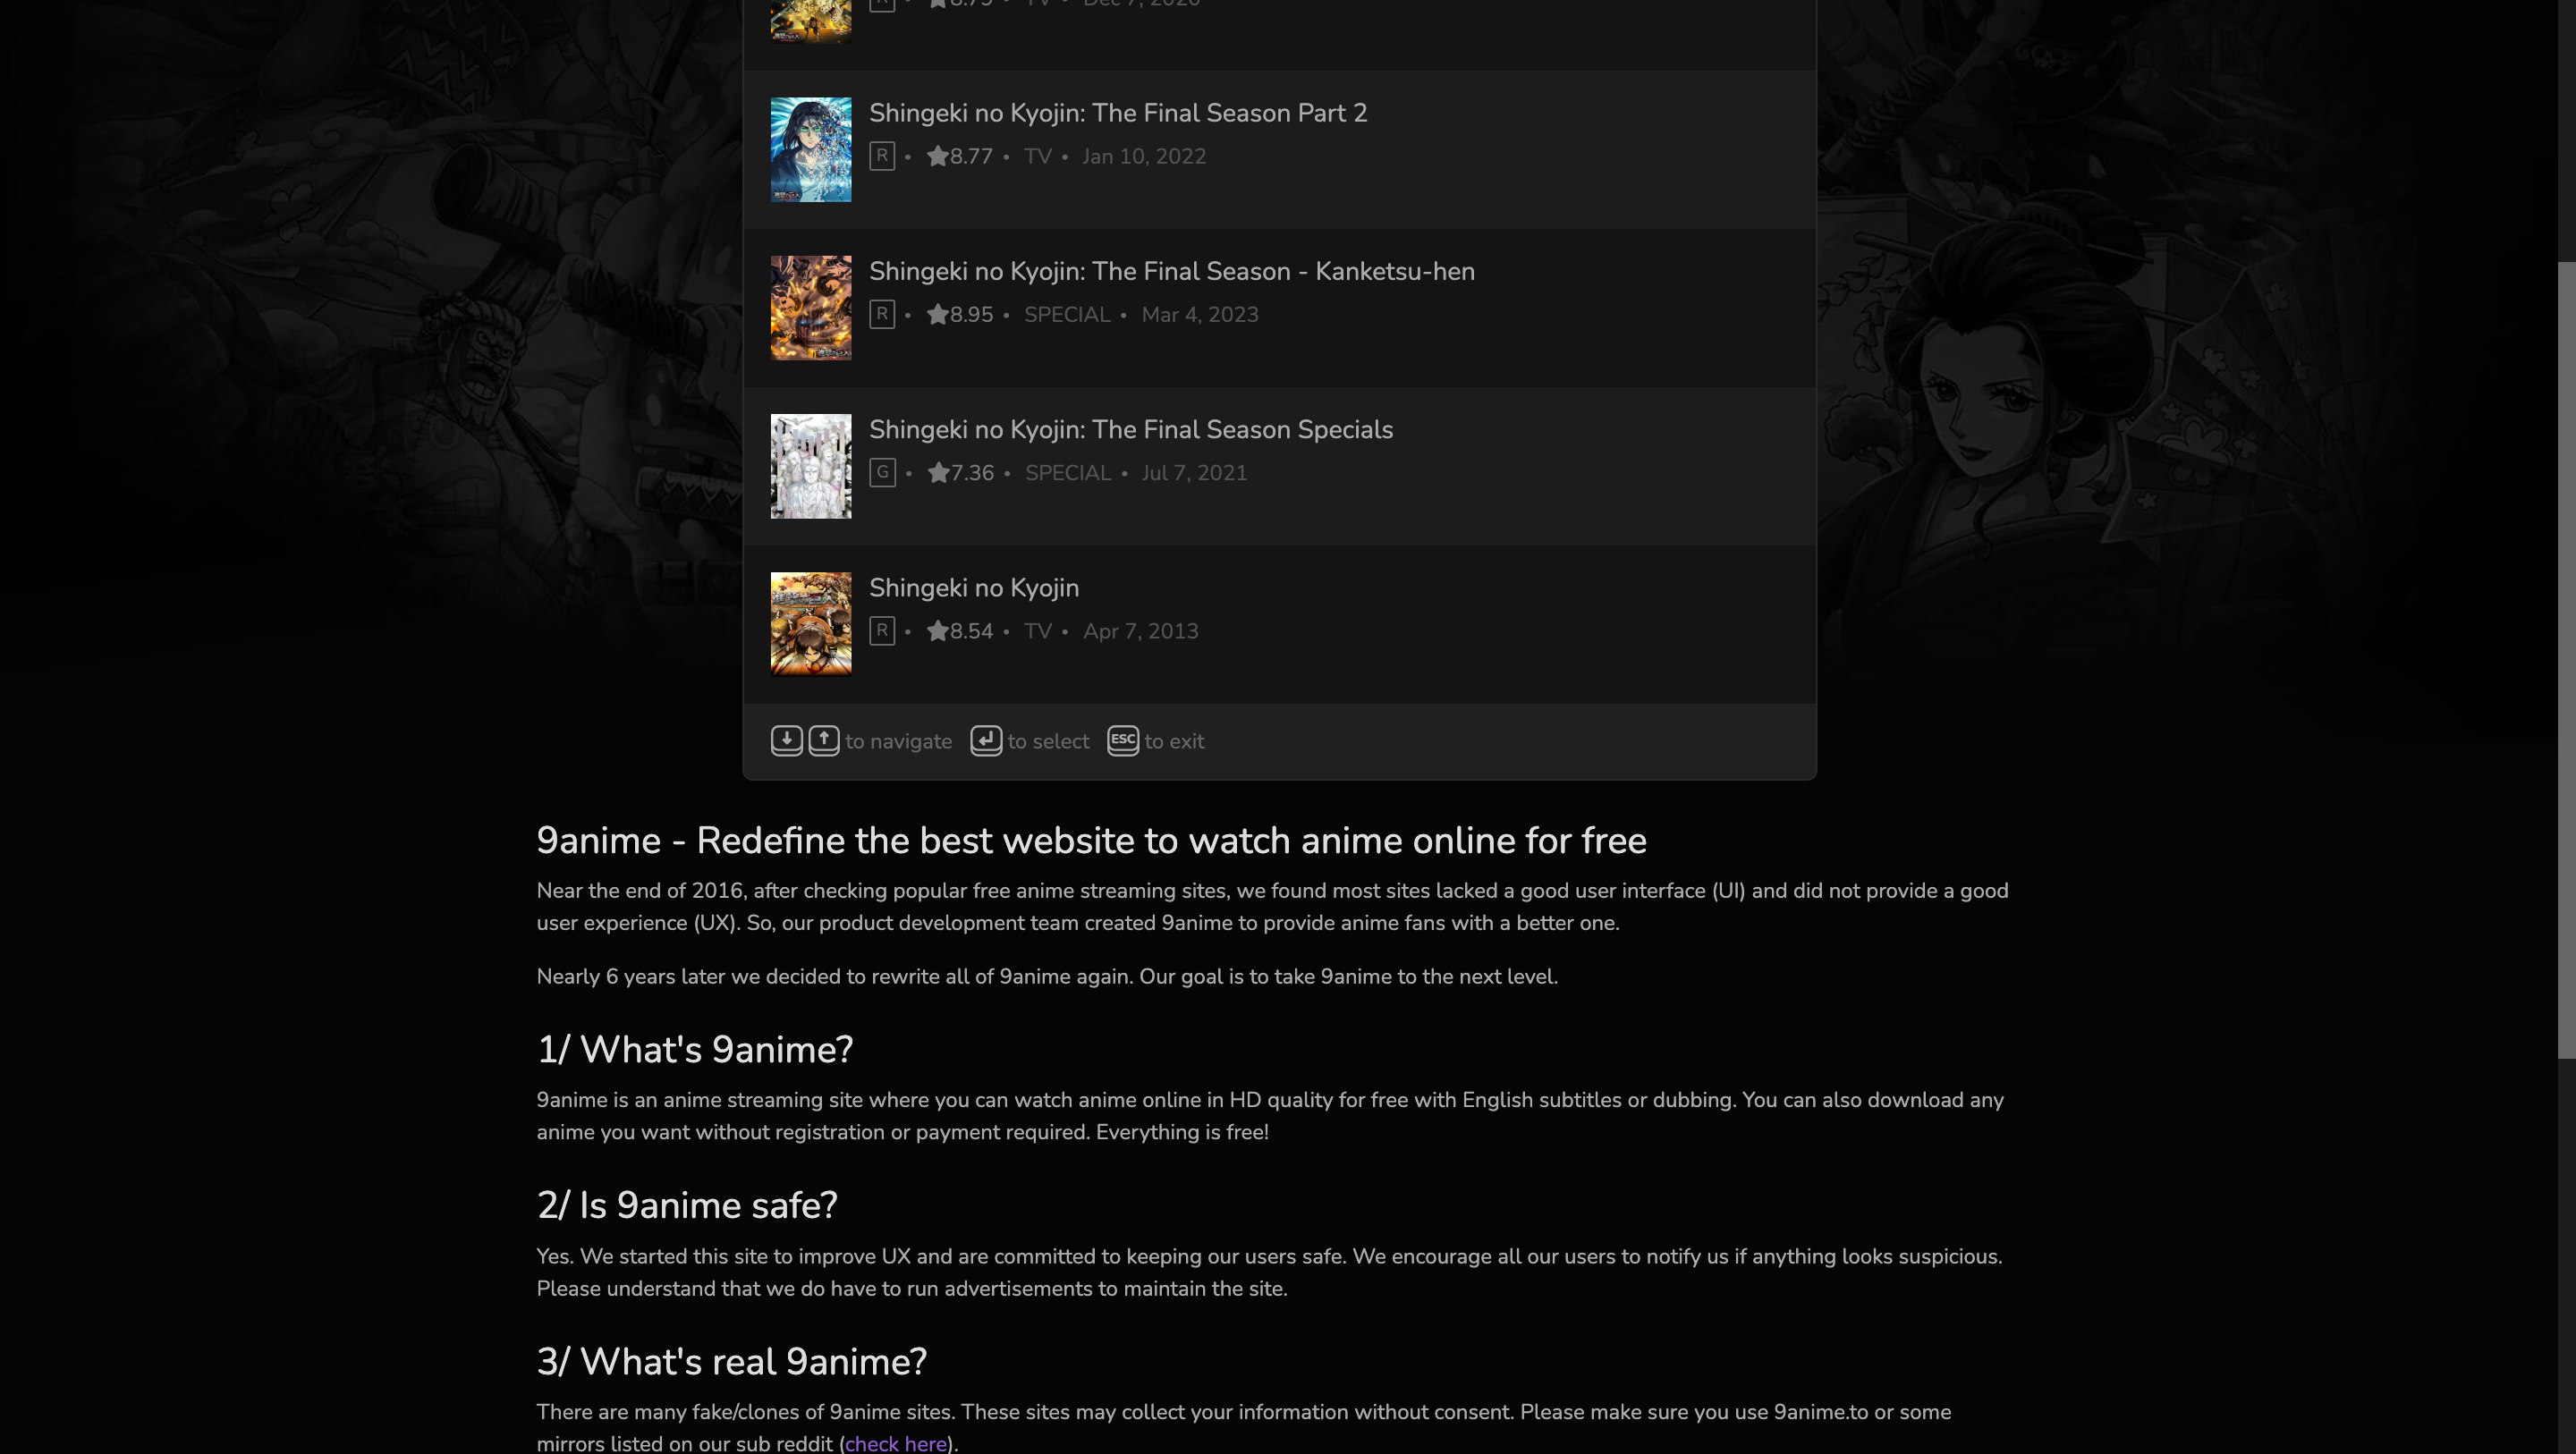 R • 8.79 • TV • Dec 7, 2020
Shingeki no Kyojin: The Final Season Part 2
R • ★8.77 • TV • Jan 10, 2022
Shingeki no Kyojin: The Final Season - Kanketsu-hen
R • ★8.95 • SPECIAL • Mar 4, 2023
Shingeki no Kyojin: The Final Season Specials
G • ★7.36 • SPECIAL • Jul 7, 2021
Shingeki no Kyojin
R • ★8.54 • TV • Apr 7, 2013
to navigate to select ESC to exit
9anime - Redefine the best website to watch anime online for free
Near the end of 2016, after checking popular free anime streaming sites, we found most sites lacked a good user interface (UI) and did not provide a good
user experience (UX). So, our product development team created 9anime to provide anime fans with a better one.
Nearly 6 years later we decided to rewrite all of 9anime again. Our goal is to take 9anime to the next level.
1/ What's 9anime?
9anime is an anime streaming site where you can watch anime online in HD quality for free with English subtitles or dubbing. You can also download any
anime you want without registration or payment required. Everything is free!
2/ Is 9anime safe?
Yes. We started this site to improve UX and are committed to keeping our users safe. We encourage all our users to notify us if anything looks suspicious.
Please understand that we do have to run advertisements to maintain the site.
3/ What's real 9anime?
There are many fake/clones of 9anime sites. These sites may collect your information without consent. Please make sure you use 9anime.to or some
mirrors listed on our sub reddit (check here).